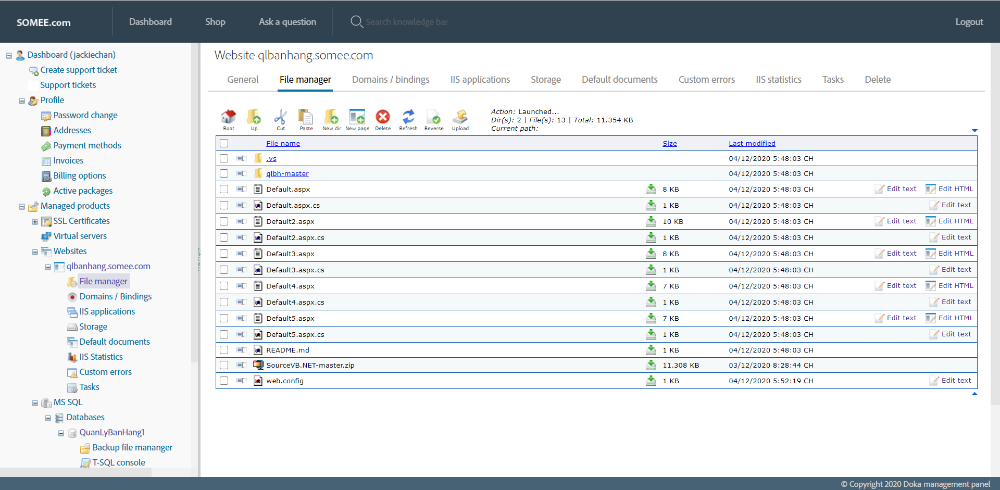 SOMEE.com
Dashboard Shop Ask a question Search knowledge bas Logout
Dashboard (jackiechan)
Create support ticket
Support tickets
Profile
Password change
Addresses
Payment methods
Invoices
Billing options
Active packages
Managed products
SSL Certificates
Virtual servers
Websites
qlbanhang.somee.com
File manager
Domains / Bindings
IIS applications
Storage
Default documents
IIS Statistics
Custom errors
Tasks
MS SQL
Databases
QuanLyBanHang1
Backup file mananger
T-SQL console
Website qlbanhang.somee.com
General File manager Domains / bindings IIS applications Storage Default documents Custom errors IIS statistics Tasks Delete
Root Up Cut Paste New dir New page Delete Refresh Reverse Upload
Action: Launched...
Dir(s): 2 | File(s): 13 | Total: 11.354 KB
Current path:
File name Size Last modified
.vs 04/12/2020 5:48:03 CH
qlbh-master 04/12/2020 5:48:03 CH
Default.aspx 8 KB 04/12/2020 5:48:03 CH Edit text Edit HTML
Default.aspx.cs 1 KB 04/12/2020 5:48:03 CH Edit text
Default2.aspx 10 KB 04/12/2020 5:48:03 CH Edit text Edit HTML
Default2.aspx.cs 1 KB 04/12/2020 5:48:03 CH Edit text
Default3.aspx 8 KB 04/12/2020 5:48:03 CH Edit text Edit HTML
Default3.aspx.cs 1 KB 04/12/2020 5:48:03 CH Edit text
Default4.aspx 7 KB 04/12/2020 5:48:03 CH Edit text Edit HTML
Default4.aspx.cs 1 KB 04/12/2020 5:48:03 CH Edit text
Default5.aspx 7 KB 04/12/2020 5:48:03 CH Edit text Edit HTML
Default5.aspx.cs 1 KB 04/12/2020 5:48:03 CH Edit text
README.md 1 KB 04/12/2020 5:48:03 CH
SourceVB.NET-master.zip 11.308 KB 03/12/2020 8:28:44 CH
web.config 1 KB 04/12/2020 5:52:19 CH Edit text
© Copyright 2020 Doka management panel